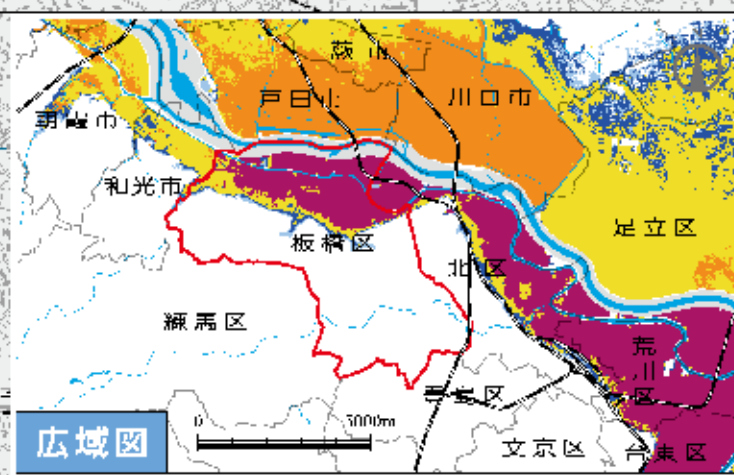 蕨市
戸田市
川口市
朝霞市
和光市
足立区
板橋区
北区
練馬区
荒川区
豊島区
文京区
台東区
0 5000m
広域図